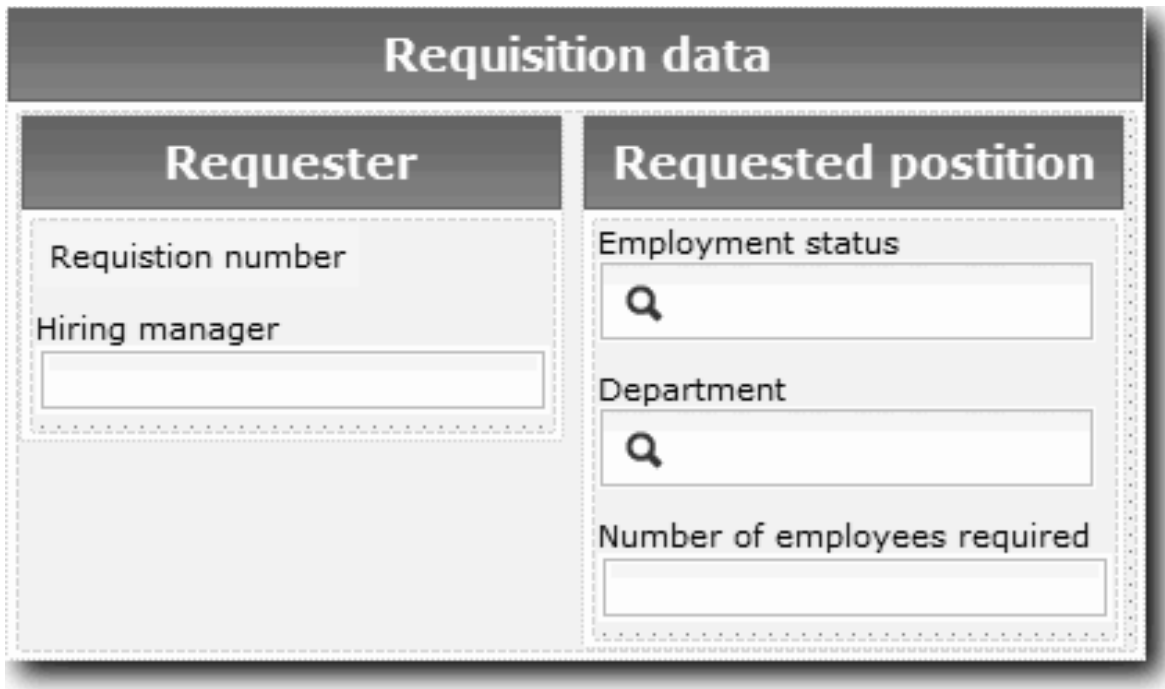 Requisition data
Requester
Requistion number
Hiring manager
Requested postition
Employment status
Department
Number of employees required